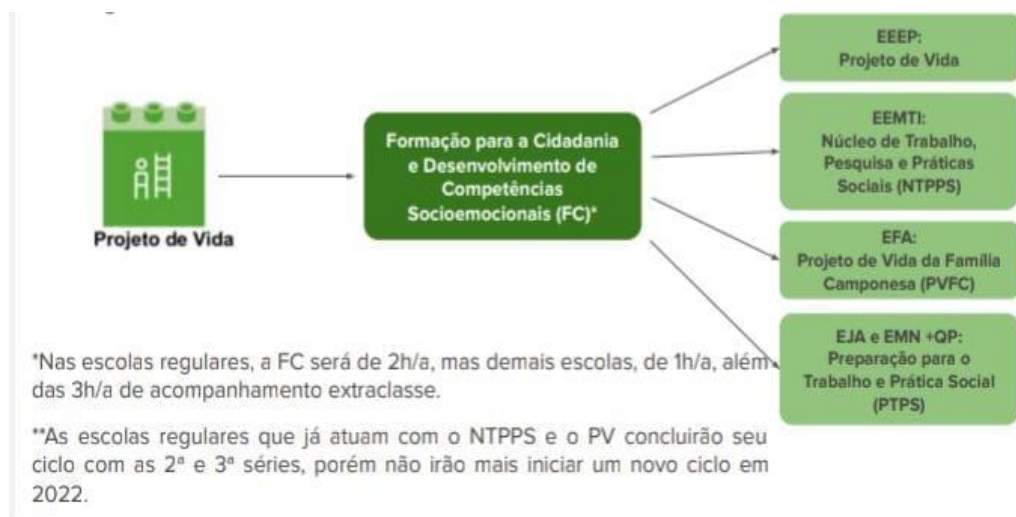 Projeto de Vida
Formação para a Cidadania
e Desenvolvimento de
Competências
Socioemocionais (FC)*
EEEP:
Projeto de Vida
EEMTI:
Núcleo de Trabalho,
Pesquisa e Práticas
Sociais (NTPPS)
EFA:
Projeto de Vida da Família
Camponesa (PVFC)
EJA e EMN +QP:
Preparação para o
Trabalho e Prática Social
(PTPS)
*Nas escolas regulares, a FC será de 2h/a, mas demais escolas, de 1h/a, além
das 3h/a de acompanhamento extraclasse.
**As escolas regulares que já atuam com o NTPPS e o PV concluirão seu
ciclo com as 2ª e 3ª séries, porém não irão mais iniciar um novo ciclo em
2022.